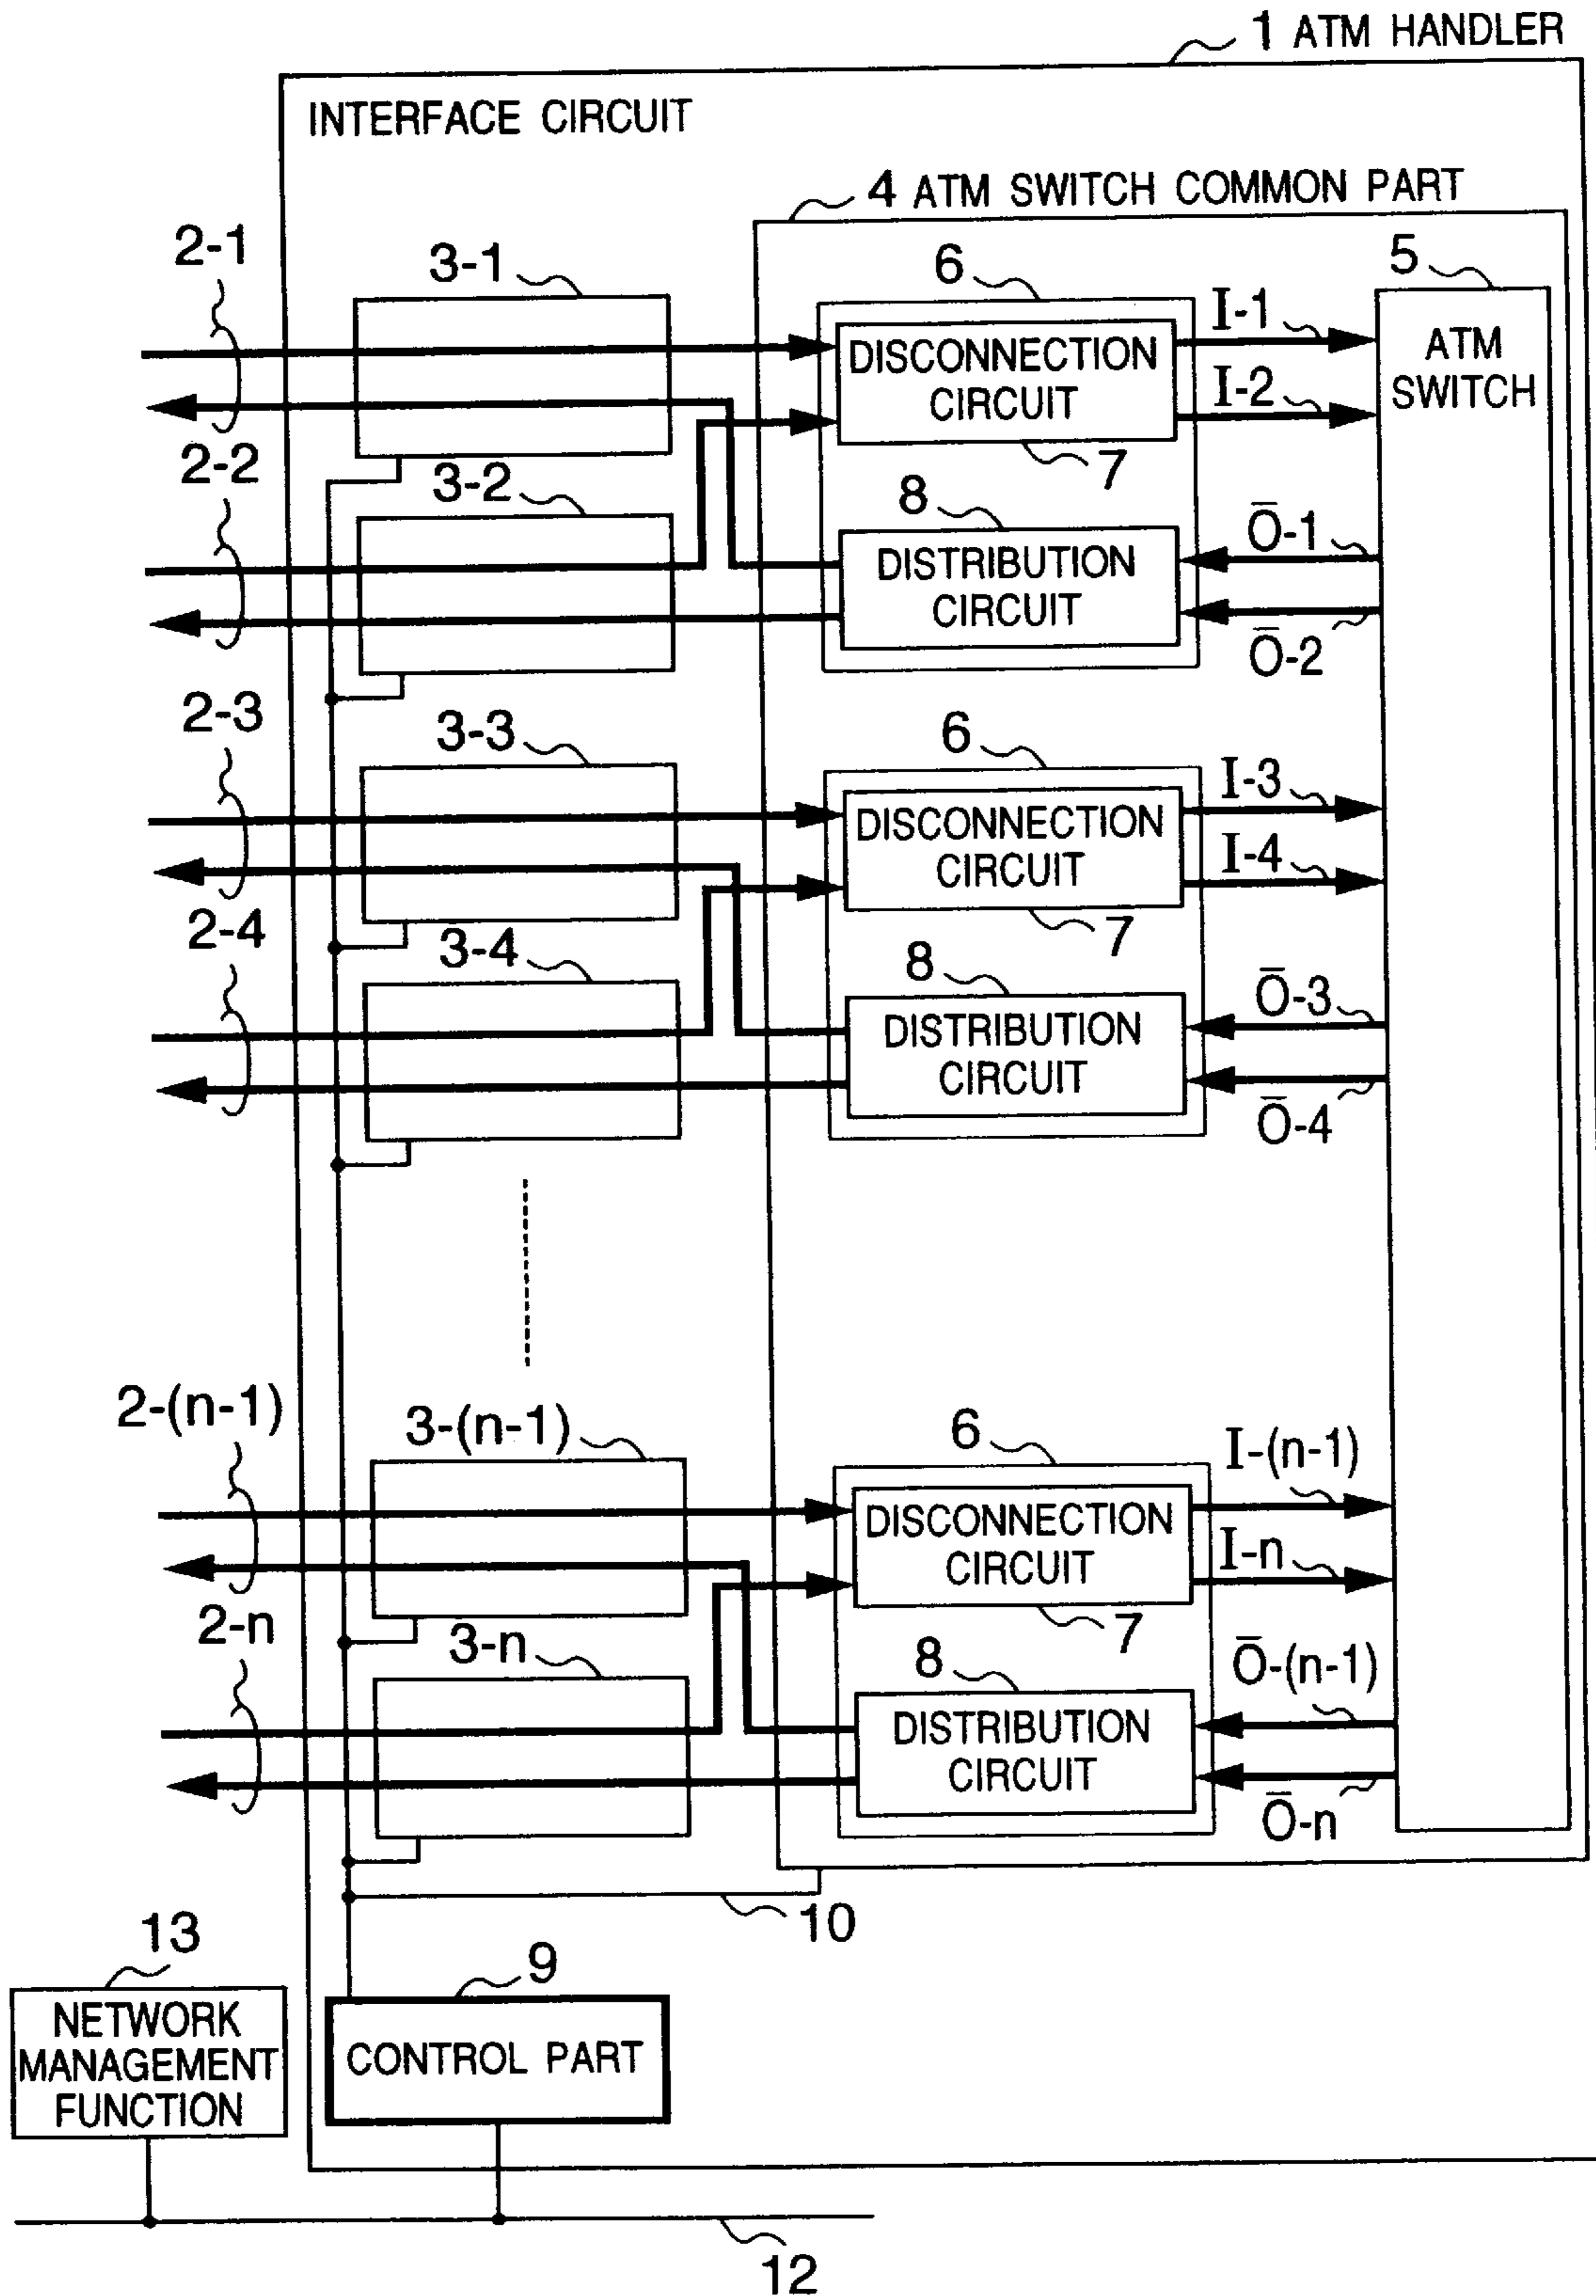 1 ATM HANDLER
INTERFACE CIRCUIT
4 ATM SWITCH COMMON PART
2-1
3-1
6
5
I-1
DISCONNECTION
CIRCUIT
I-2
ATM
SWITCH
2-2
3-2
7
8
Ō-1
DISTRIBUTION
CIRCUIT
Ō-2
2-3
3-3
6
I-3
DISCONNECTION
CIRCUIT
I-4
2-4
3-4
7
8
Ō-3
DISTRIBUTION
CIRCUIT
Ō-4
2-(n-1)
3-(n-1)
6
I-(n-1)
DISCONNECTION
CIRCUIT
I-n
2-n
3-n
7
8
Ō-(n-1)
DISTRIBUTION
CIRCUIT
Ō-n
10
13
9
NETWORK
MANAGEMENT
FUNCTION
CONTROL PART
12